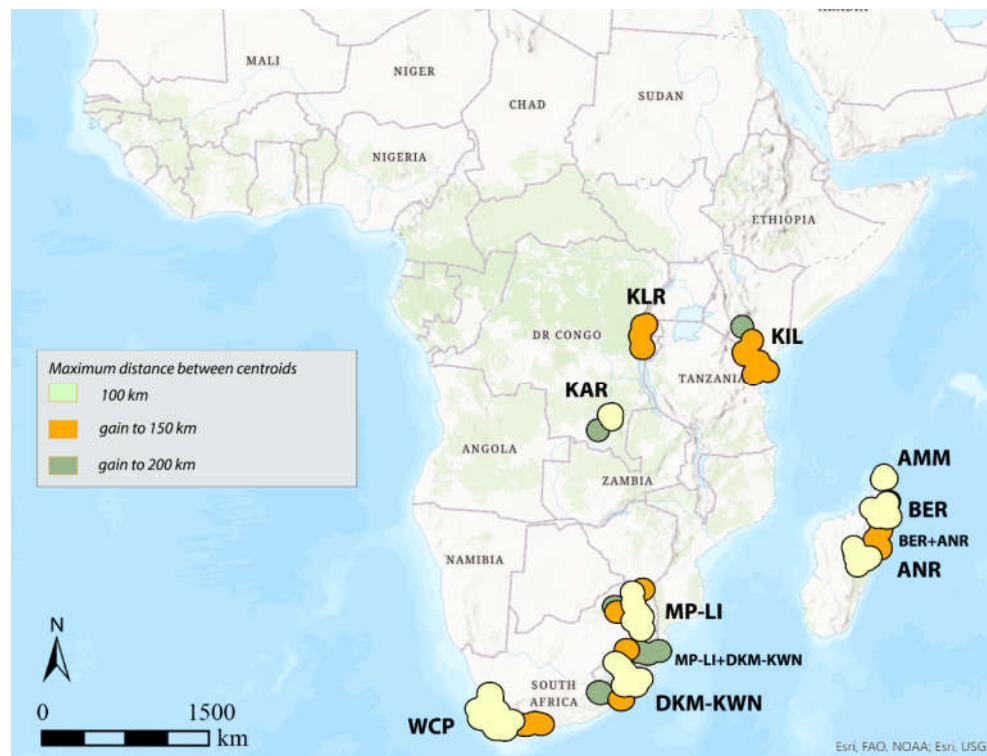 MALI
NIGER
CHAD
SUDAN
NIGERIA
ETHIOPIA
KLR
DR CONGO
KIL
TANZANIA
Maximum distance between centroids
100 km
gain to 150 km
gain to 200 km
KAR
ANGOLA
ZAMBIA
AMM
BER
BER+ANR
ANR
NAMIBIA
MP-LI
MP-LI+DKM-KWN
N
SOUTH
AFRICA
DKM-KWN
WCP
0 1500
km
Esri, FAO, NOAA; Esri, USG